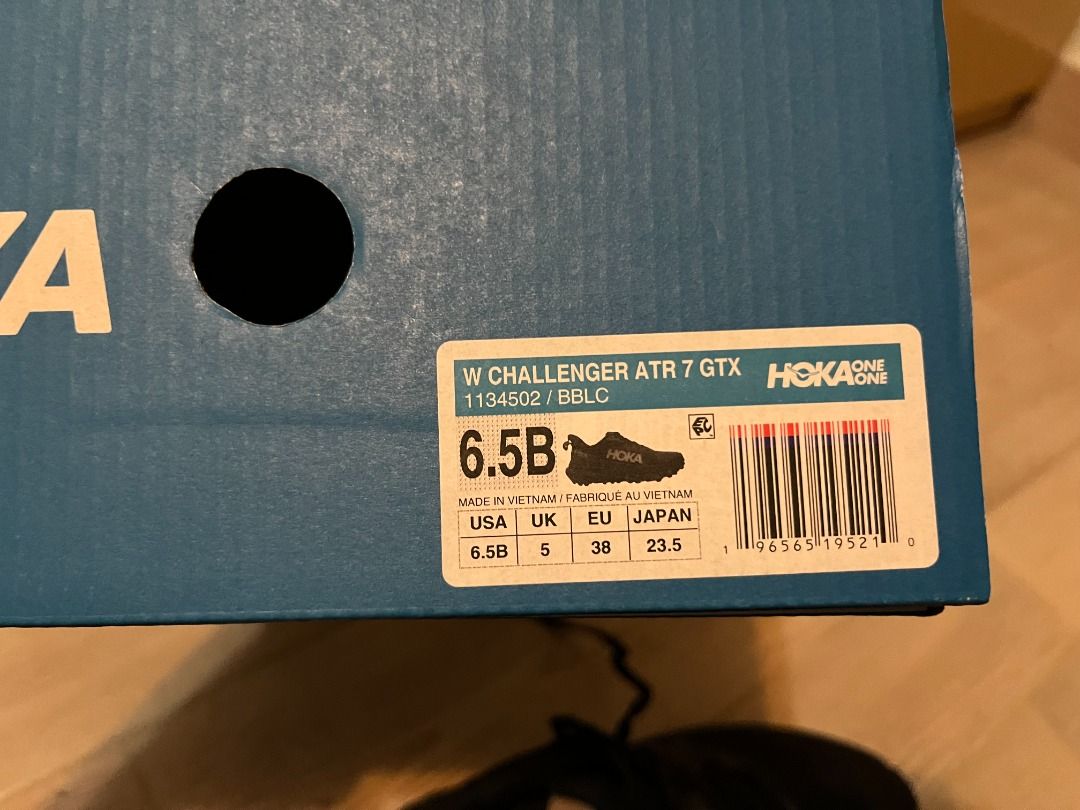 KA
W CHALLENGER ATR 7 GTX
1134502 / BBLC
HOKA ONE ONE
6.5B
HOKA
MADE IN VIETNAM / FABRIQUÉ AU VIETNAM
USA UK EU JAPAN
6.5B 5 38 23.5
1 96565 19521 0